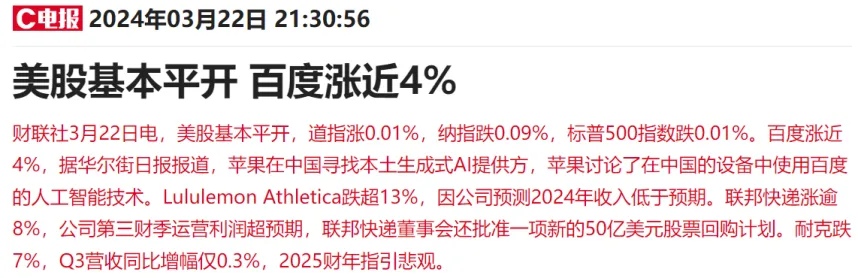 C电报 2024年03月22日 21:30:56
美股基本平开 百度涨近4%
财联社3月22日电，美股基本平开，道指涨0.01%，纳指跌0.09%，标普500指数跌0.01%。百度涨近
4%，据华尔街日报报道，苹果在中国寻找本土生成式AI提供方，苹果讨论了在中国的设备中使用百度
的人工智能技术。Lululemon Athletica跌超13%，因公司预测2024年收入低于预期。联邦快递涨逾
8%，公司第三财季运营利润超预期，联邦快递董事会还批准一项新的50亿美元股票回购计划。耐克跌
7%，Q3营收同比增幅仅0.3%，2025财年指引悲观。